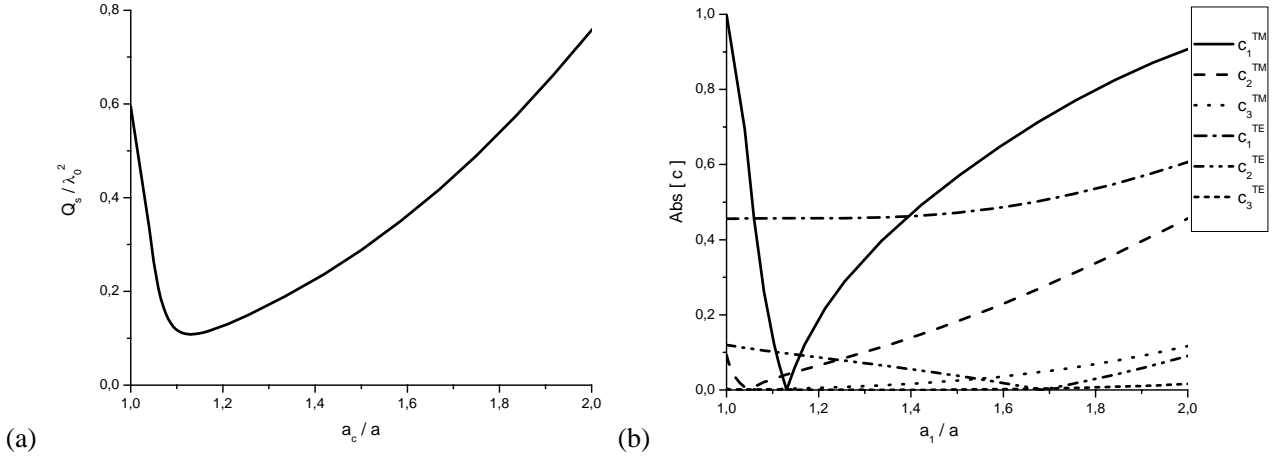 0,8
0,6
0,4
0,2
0,0
1,0 1,2 1,4 1,6 1,8 2,0
Q_s / λ_0^2
a_c / a
(a)
1,0
0,8
0,6
0,4
0,2
0,0
1,0 1,2 1,4 1,6 1,8 2,0
Abs [ c ]
a_1 / a
(b)
c_1^TM
c_2^TM
c_3^TM
c_1^TE
c_2^TE
c_3^TE